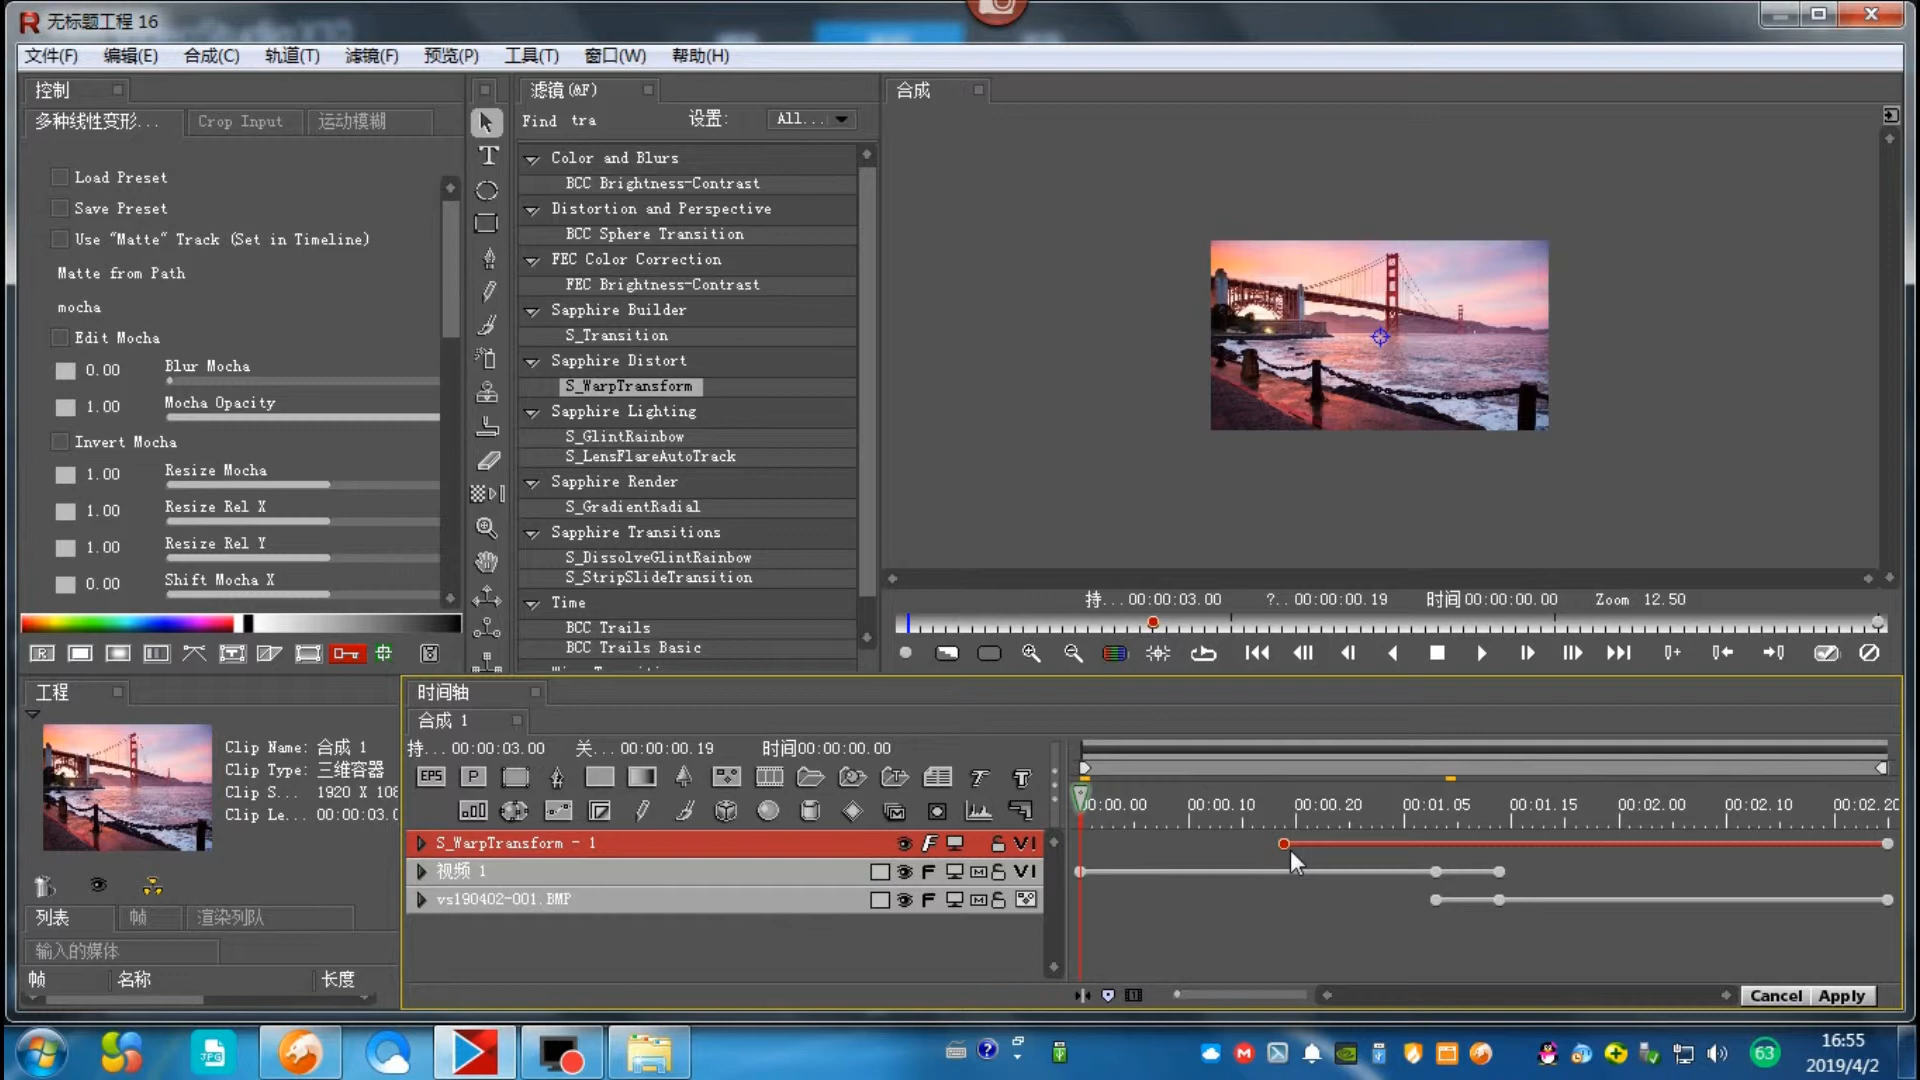 无标题工程 16
文件(F) 编辑(E) 合成(C) 轨道(T) 滤镜(F) 预览(P) 工具(T) 窗口(W) 帮助(H)
控制
多种线性变形... Crop Input 运动模糊
Load Preset
Save Preset
Use "Matte" Track (Set in Timeline)
Matte from Path
mocha
Edit Mocha
0.00 Blur Mocha
1.00 Mocha Opacity
Invert Mocha
1.00 Resize Mocha
1.00 Resize Rel X
1.00 Resize Rel Y
0.00 Shift Mocha X
滤镜(&F)
Find tra 设置: All...
Color and Blurs
BCC Brightness-Contrast
Distortion and Perspective
BCC Sphere Transition
FEC Color Correction
FEC Brightness-Contrast
Sapphire Builder
S_Transition
Sapphire Distort
S_WarpTransform
Sapphire Lighting
S_GlintRainbow
S_LensFlareAutoTrack
Sapphire Render
S_GradientRadial
Sapphire Transitions
S_DissolveGlintRainbow
S_StripSlideTransition
Time
BCC Trails
BCC Trails Basic
合成
持... 00:00:03.00 ?.. 00:00:00.19 时间 00:00:00.00 Zoom 12.50
工程
Clip Name: 合成 1
Clip Type: 三维容器
Clip S... 1920 X 108
Clip Le... 00:00:03.0
列表 帧 渲染列队
输入的媒体
帧 名称 长度
时间轴
合成 1
持... 00:00:03.00 关... 00:00:00.19 时间00:00:00.00
EPS P
00:00.00 00:00.10 00:00.20 00:01.05 00:01.15 00:02.00 00:02.10 00:02.20
S_WarpTransform - 1 F VI
视频 1 F M VI
vs190402-001.BMP F M
Cancel Apply
JPG
63
16:55
2019/4/2